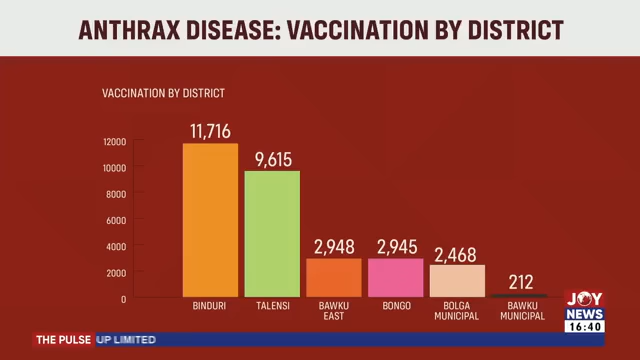 ANTHRAX DISEASE: VACCINATION BY DISTRICT
VACCINATION BY DISTRICT
12000
10000
8000
6000
4000
2000
0
11,716
9,615
2,948
2,945
2,468
212
BINDURI
TALENSI
BAWKU EAST
BONGO
BOLGA MUNICIPAL
BAWKU MUNICIPAL
JOY
NEWS
16:40
THE PULSE
UP LIMITED